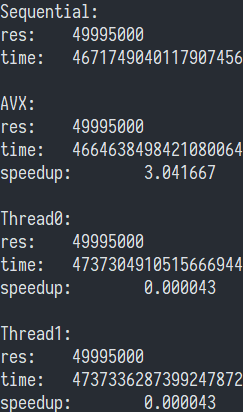 Sequential:
res: 49995000
time: 4671749040117907456
AVX:
res: 49995000
time: 4664638498421080064
speedup: 3.041667
Thread0:
res: 49995000
time: 4737304910515666944
speedup: 0.000043
Thread1:
res: 49995000
time: 4737336287399247872
speedup: 0.000043